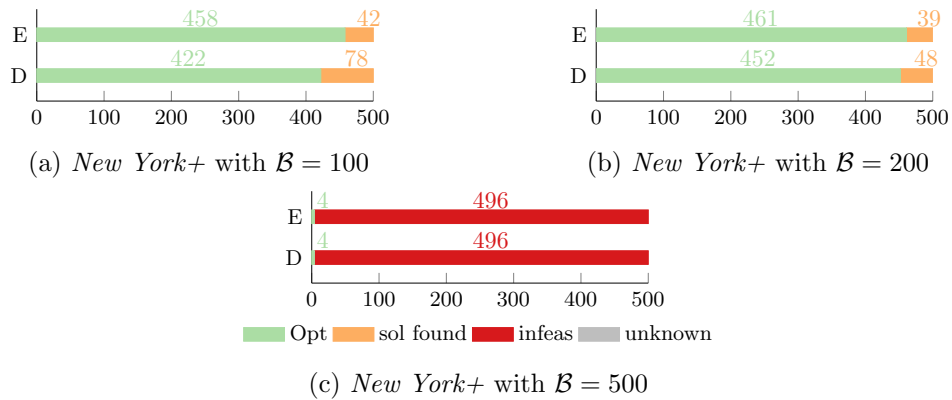 458 42
E
422 78
D
0 100 200 300 400 500
(a) New York+ with ℬ = 100
461 39
E
452 48
D
0 100 200 300 400 500
(b) New York+ with ℬ = 200
4 496
E
4 496
D
0 100 200 300 400 500
Opt sol found infeas unknown
(c) New York+ with ℬ = 500